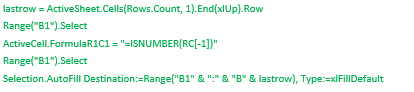 lastrow = ActiveSheet.Cells(Rows.Count, 1).End(xlUp).Row
Range("B1").Select
ActiveCell.FormulaR1C1 = "=ISNUMBER(RC[-1])"
Range("B1").Select
Selection.AutoFill Destination:=Range("B1" & ":" & "B" & lastrow), Type:=xlFillDefault